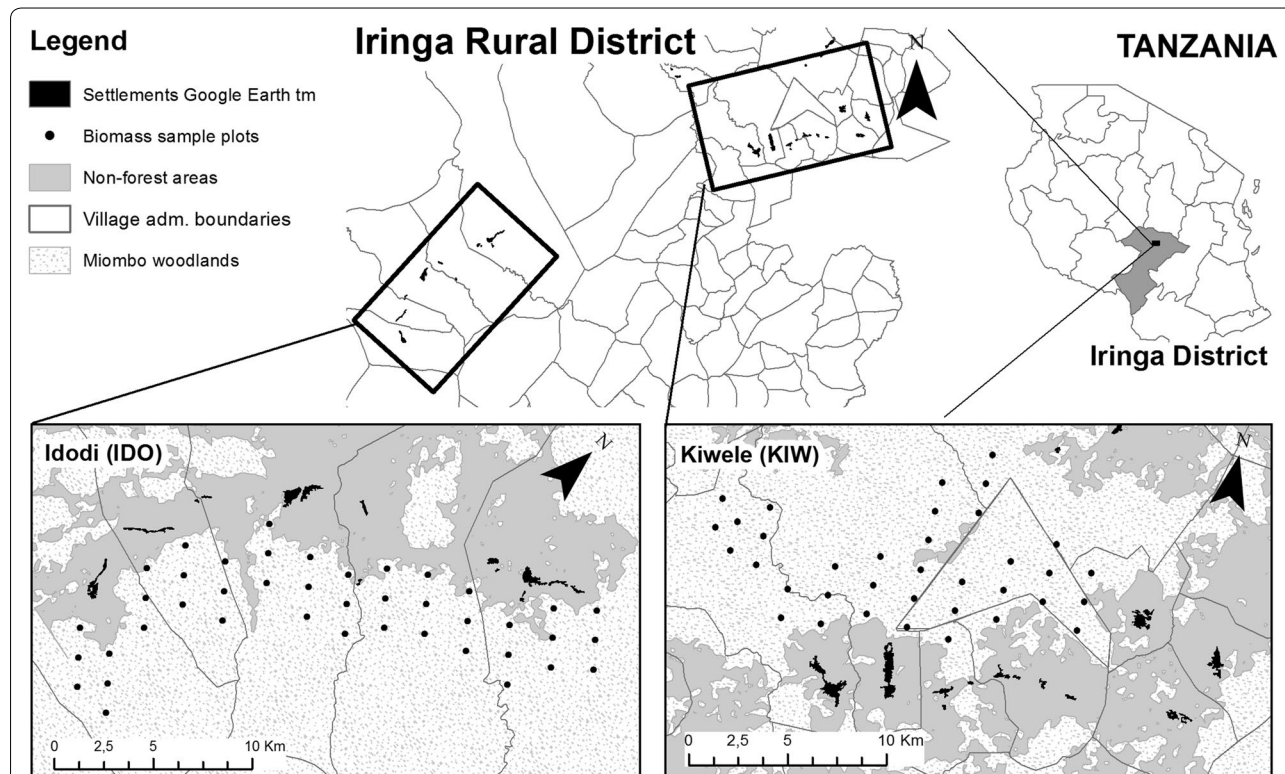 Legend
Settlements Google Earth tm
Biomass sample plots
Non-forest areas
Village adm. boundaries
Miombo woodlands
Iringa Rural District
N
TANZANIA
Iringa District
Idodi (IDO)
N
0 2,5 5 10 Km
Kiwele (KIW)
N
0 2,5 5 10 Km